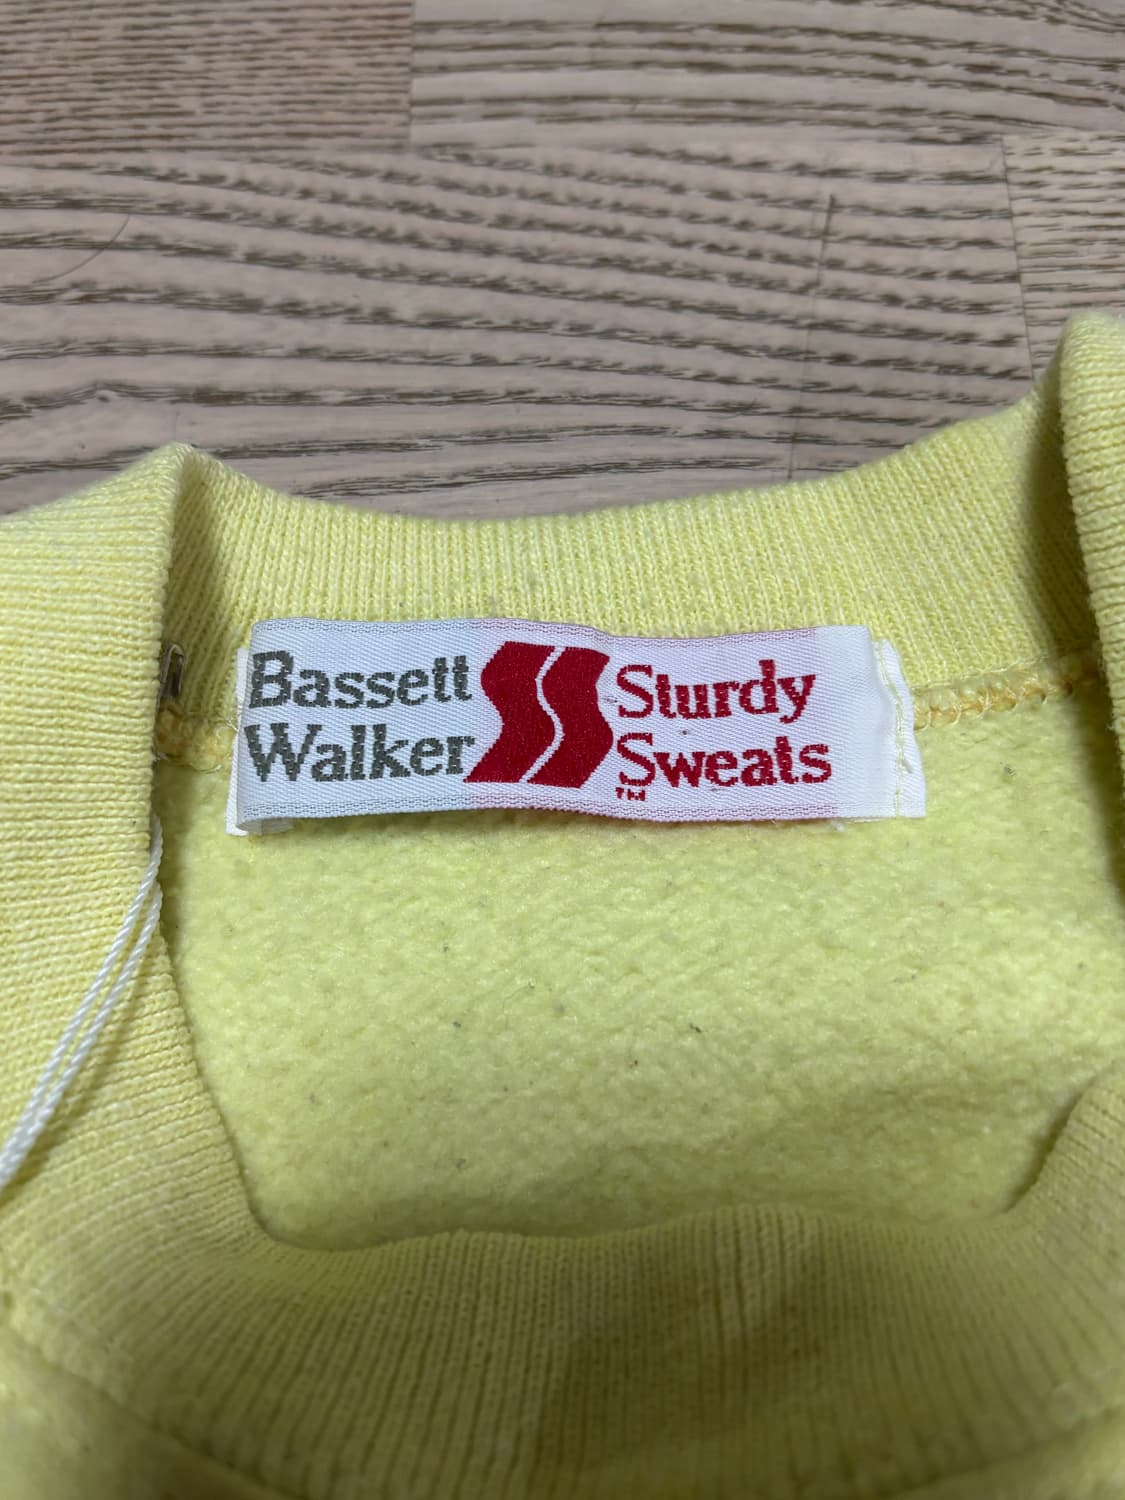 Bassett
Walker
Sturdy
Sweats
™